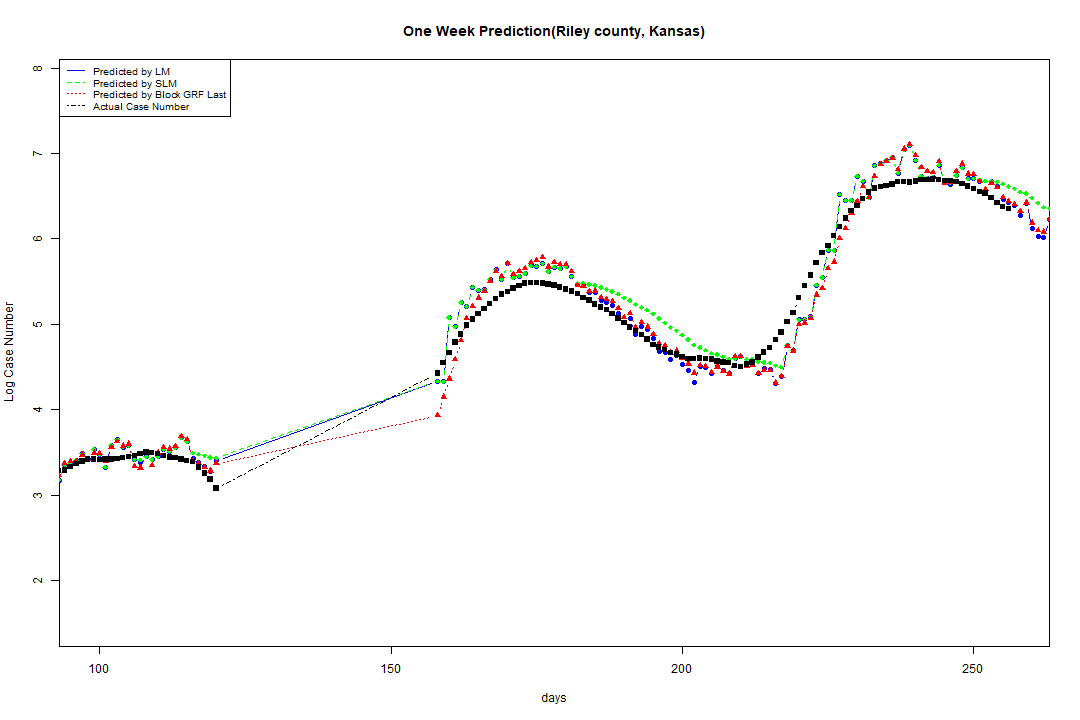 One Week Prediction(Riley county, Kansas)
Predicted by LM
Predicted by SLM
Predicted by Block GRF Last
Actual Case Number
8
7
6
5
4
3
2
Log Case Number
100 150 200 250
days